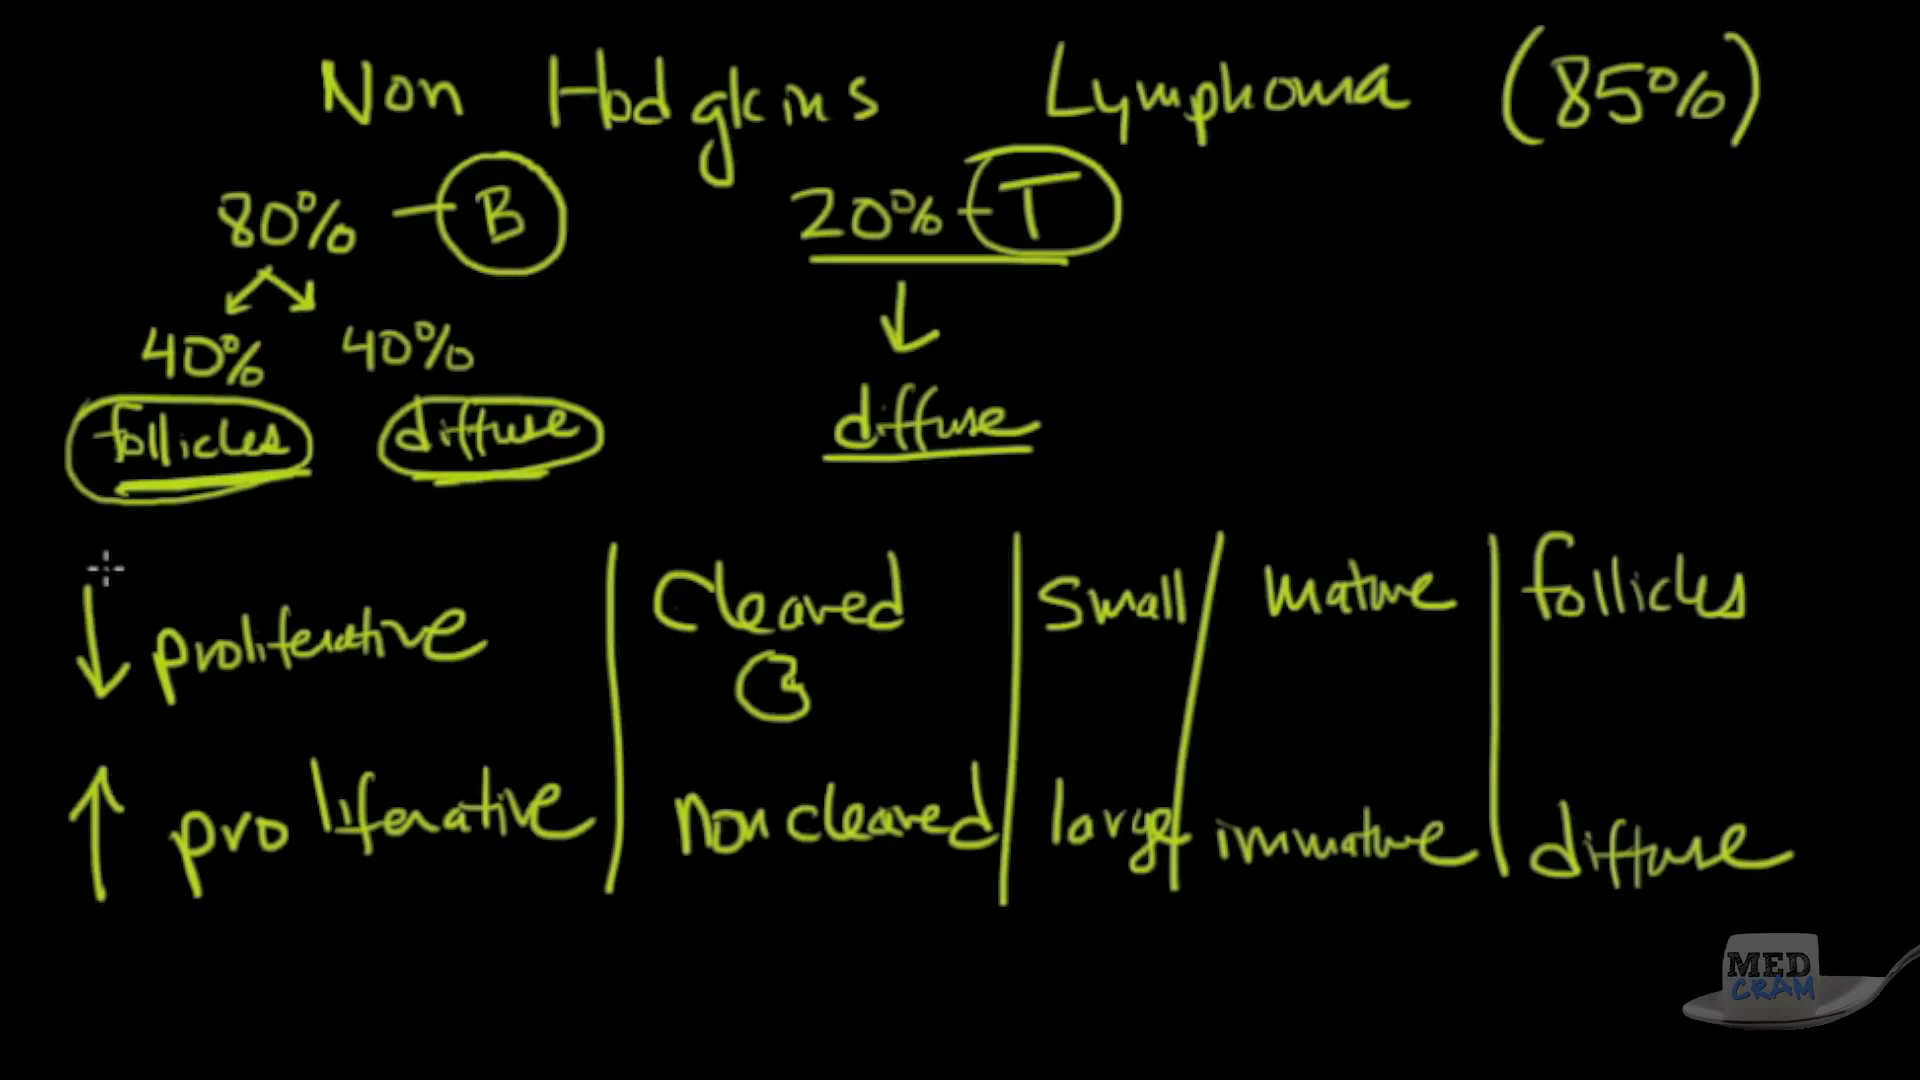 Non Hodgkins Lymphoma (85%)
80% - B 20% - T
40% 40%
follicles diffuse diffuse
↓ proliferative | cleaved | small / mature | follicles
↑ proliferative | non cleaved | large / immature | diffuse
MED
CRAM